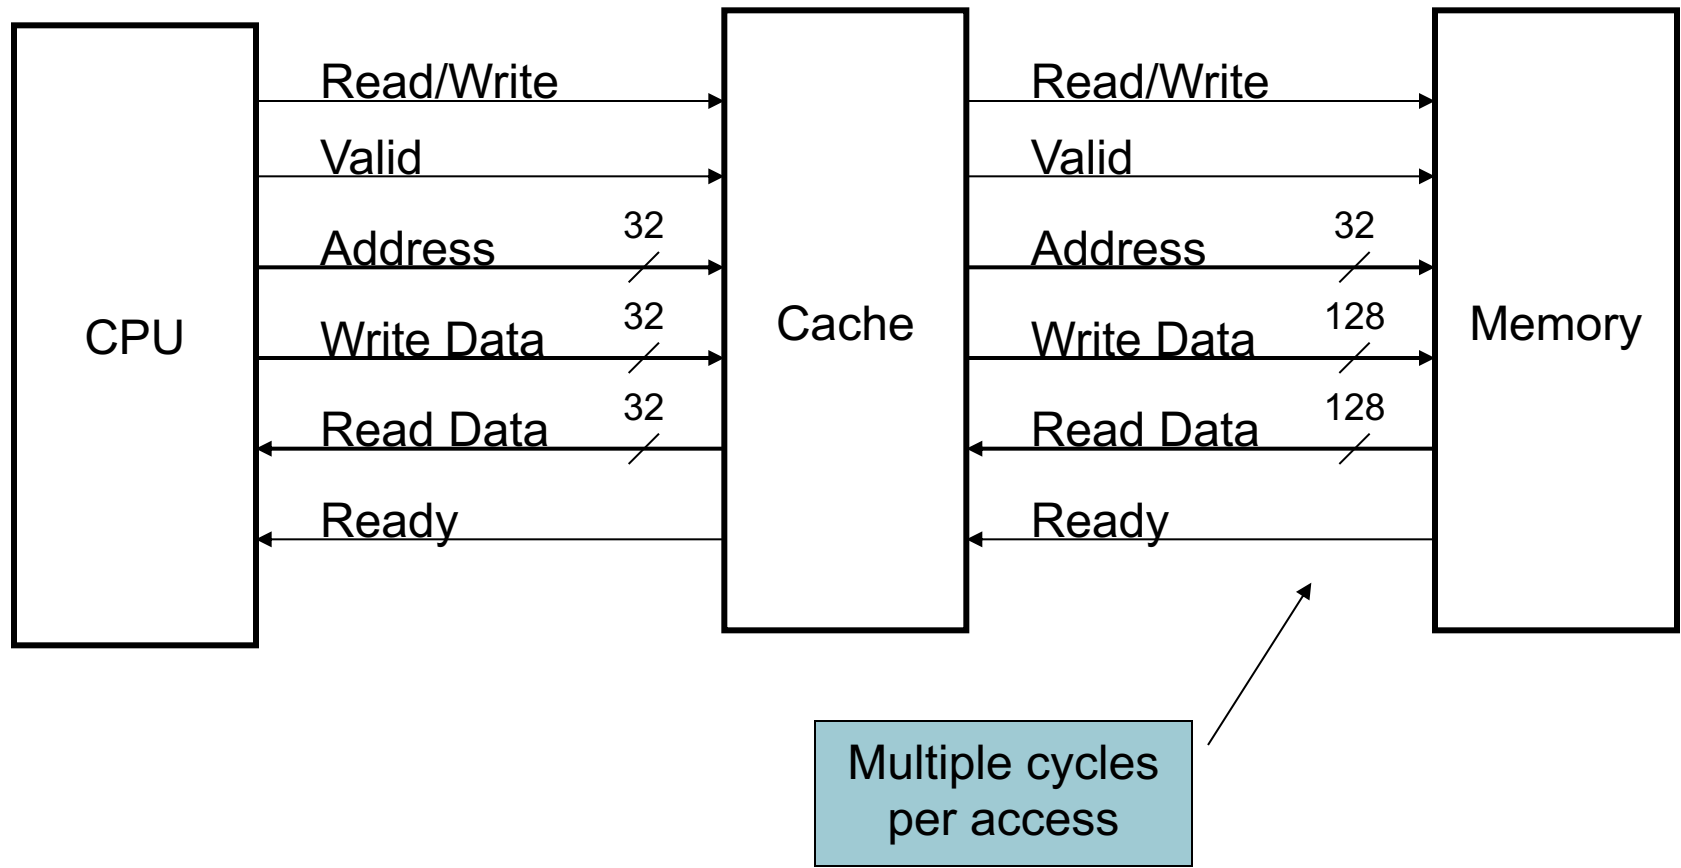 Read/Write
Read/Write
Valid
Valid
32
32
Address
Address
32
128
CPU
Write Data
Cache
Write Data
Memory
32
128
Read Data
Read Data
Ready
Ready
Multiple cycles
per access